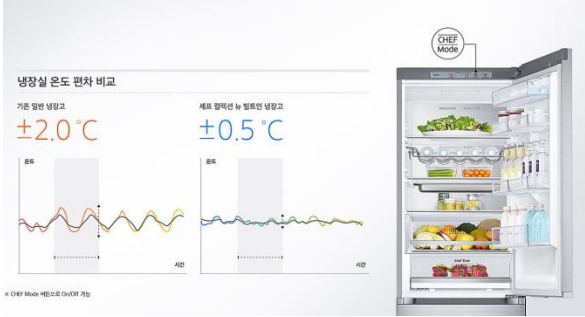 CHEF
Mode
냉장실 온도 편차 비교
기존 일반 냉장고
±2.0 °C
셰프 컬렉션 뉴 빌트인 냉장고
±0.5 °C
온도
온도
시간
시간
Chef Zone
※ CHEF Mode 버튼으로 On/Off 가능